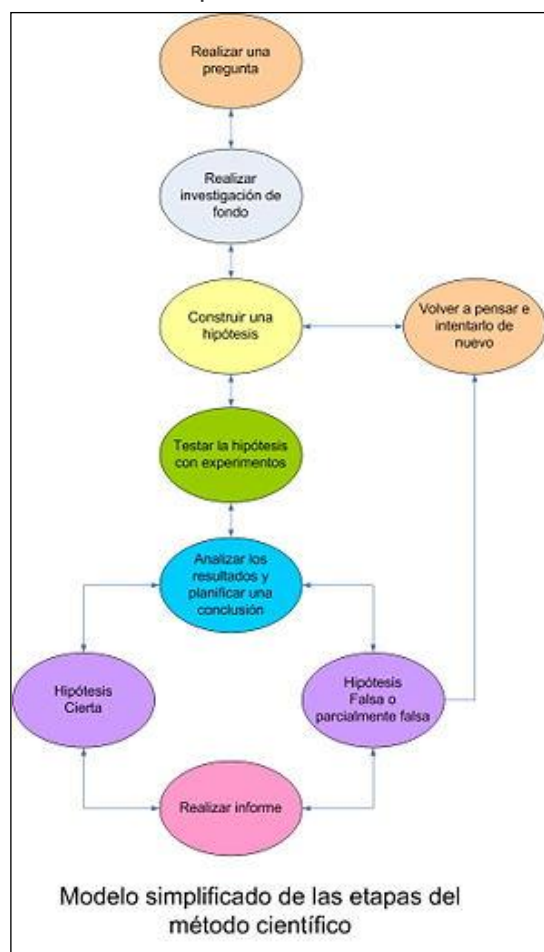 Realizar una
pregunta
Realizar
investigación de
fondo
Construir una
hipótesis
Volver a pensar e
intentarlo de
nuevo
Testar la hipótesis
con experimentos
Analizar los
resultados y
planificar una
conclusión
Hipótesis
Cierta
Hipótesis
Falsa o
parcialmente falsa
Realizar informe
Modelo simplificado de las etapas del
método científico